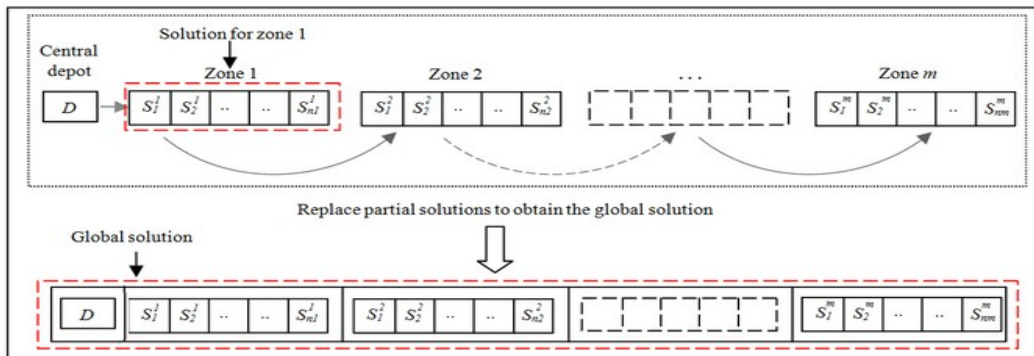 Solution for zone 1
Central depot
Zone 1
Zone 2
...
Zone m
D
S₁¹ S₂¹ .. .. Sₙ₁¹
S₁² S₂² .. .. Sₙ₂²
S₁ᵐ S₂ᵐ .. .. Sₙₘᵐ
Replace partial solutions to obtain the global solution
Global solution
D S₁¹ S₂¹ .. .. Sₙ₁¹ S₁² S₂² .. .. Sₙ₂² S₁ᵐ S₂ᵐ .. .. Sₙₘᵐ